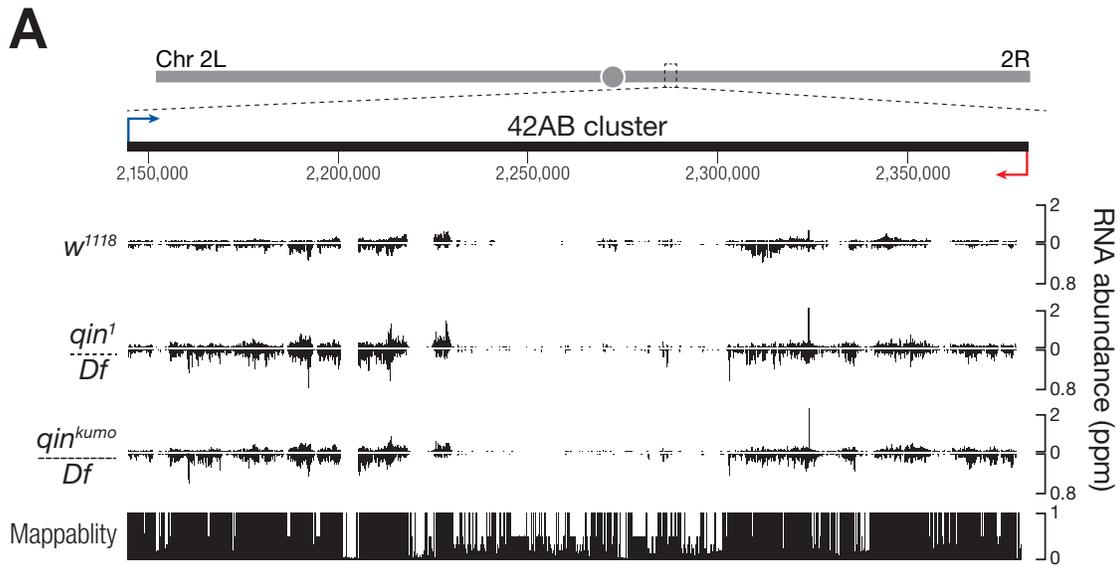 A
Chr 2L 2R
42AB cluster
2,150,000 2,200,000 2,250,000 2,300,000 2,350,000
w1118
2
0
0.8
qin1
Df
2
0
0.8
qinkumo
Df
2
0
0.8
RNA abundance (ppm)
Mappablity
1
0